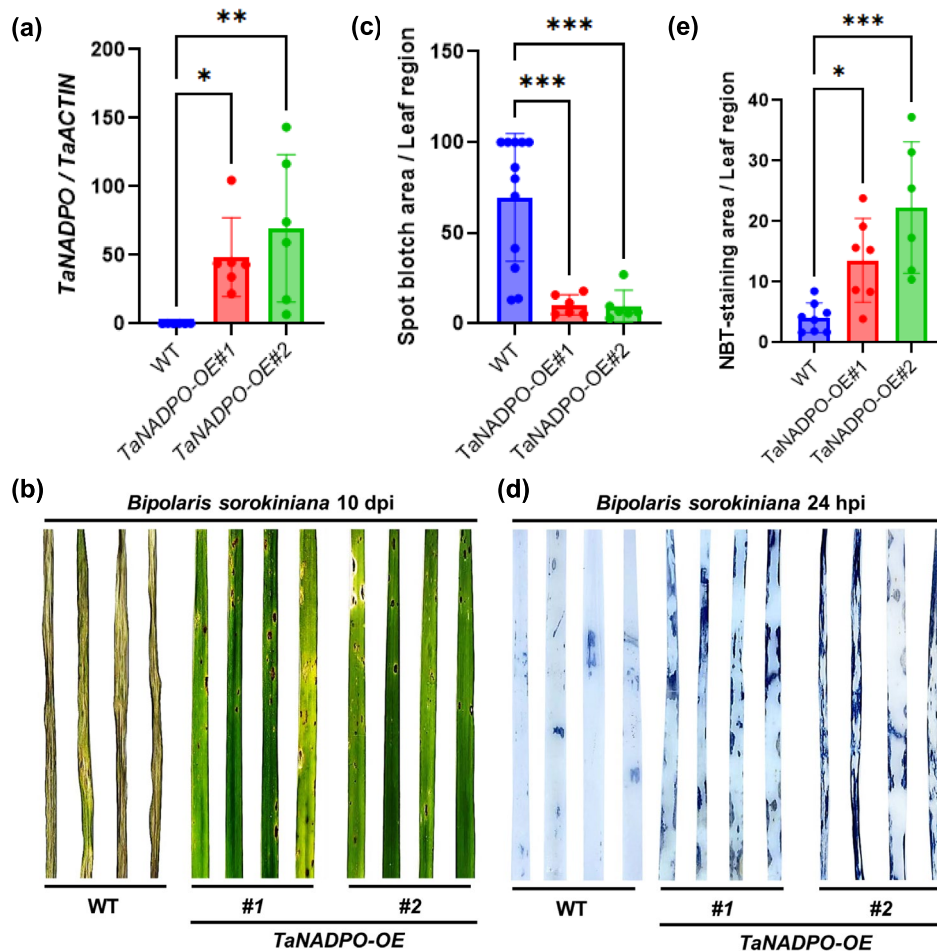 (a)
TaNADPO / TaACTIN
200
150
100
50
0
**
*
WT
TaNADPO-OE#1
TaNADPO-OE#2
(c)
Spot blotch area / Leaf region
150
100
50
0
***
***
WT
TaNADPO-OE#1
TaNADPO-OE#2
(e)
NBT-staining area / Leaf region
40
30
20
10
0
***
*
WT
TaNADPO-OE#1
TaNADPO-OE#2
(b)
Bipolaris sorokiniana 10 dpi
WT
#1
#2
TaNADPO-OE
(d)
Bipolaris sorokiniana 24 hpi
WT
#1
#2
TaNADPO-OE